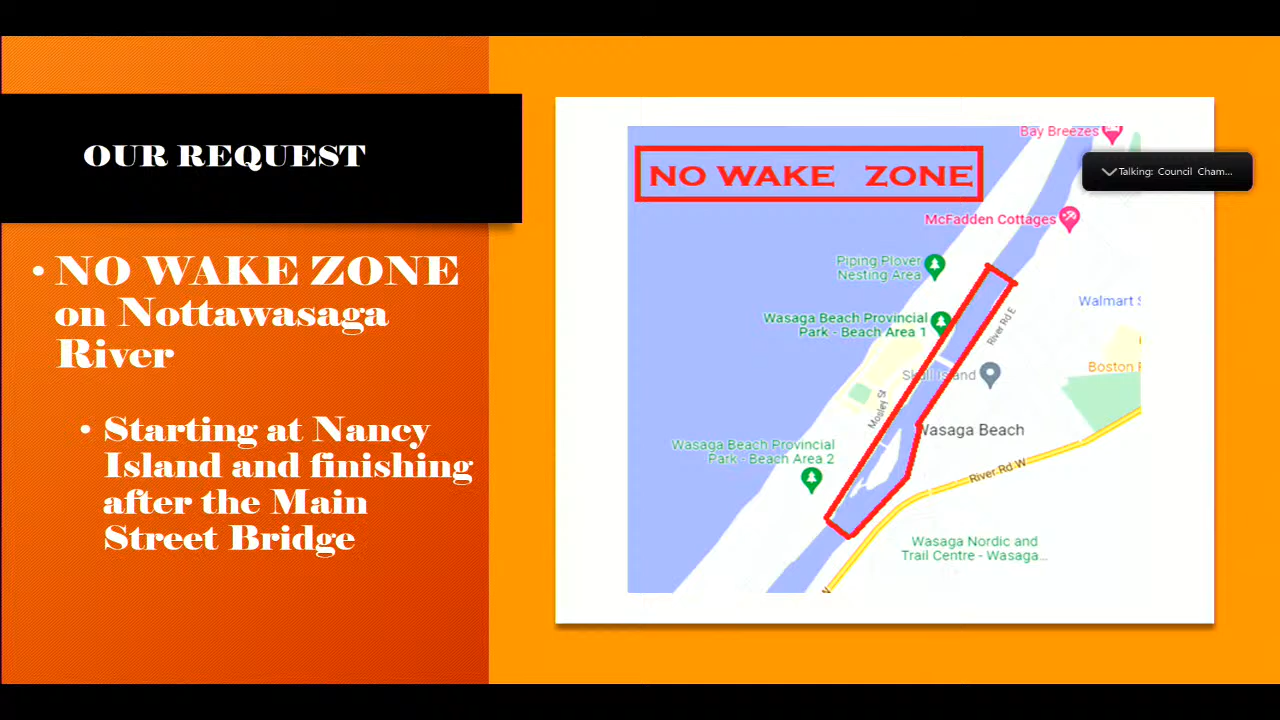 OUR REQUEST
• NO WAKE ZONE
on Nottawasaga
River
• Starting at Nancy
Island and finishing
after the Main
Street Bridge
NO WAKE ZONE
Bay Breezes
Talking: Council Cham...
McFadden Cottages
Piping Plover
Nesting Area
Walmart S
Wasaga Beach Provincial
Park - Beach Area 1
River Rd E
Boston
Skull Island
Mosley St
Wasaga Beach
Wasaga Beach Provincial
Park - Beach Area 2
River Rd W
Wasaga Nordic and
Trail Centre - Wasaga...